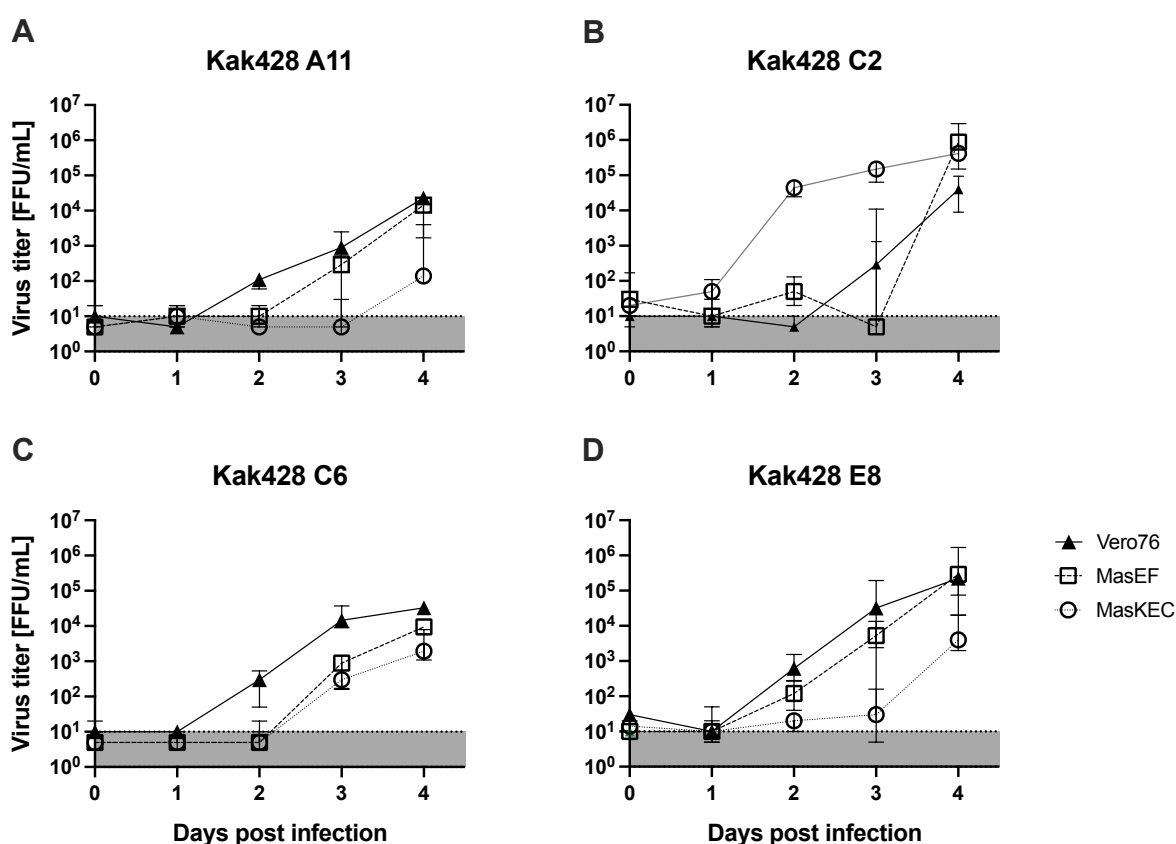 A
Kak428 A11
Virus titer [FFU/mL]
10⁷
10⁶
10⁵
10⁴
10³
10²
10¹
10⁰
0 1 2 3 4
B
Kak428 C2
10⁷
10⁶
10⁵
10⁴
10³
10²
10¹
10⁰
0 1 2 3 4
C
Kak428 C6
Virus titer [FFU/mL]
10⁷
10⁶
10⁵
10⁴
10³
10²
10¹
10⁰
0 1 2 3 4
Days post infection
D
Kak428 E8
10⁷
10⁶
10⁵
10⁴
10³
10²
10¹
10⁰
0 1 2 3 4
Days post infection
Vero76
MasEF
MasKEC